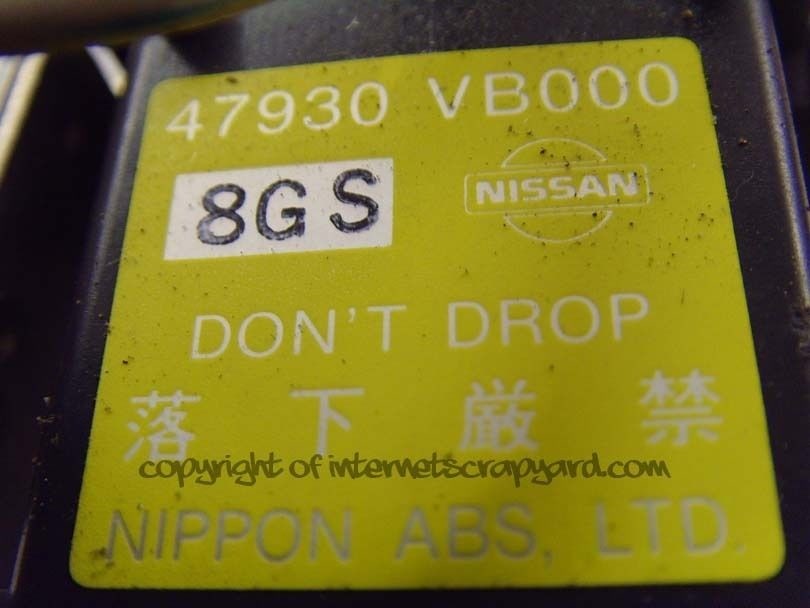 47930 VB000
8GS
NISSAN
DON'T DROP
落下厳禁
copyright of internetscrapyard.com
NIPPON ABS, LTD.